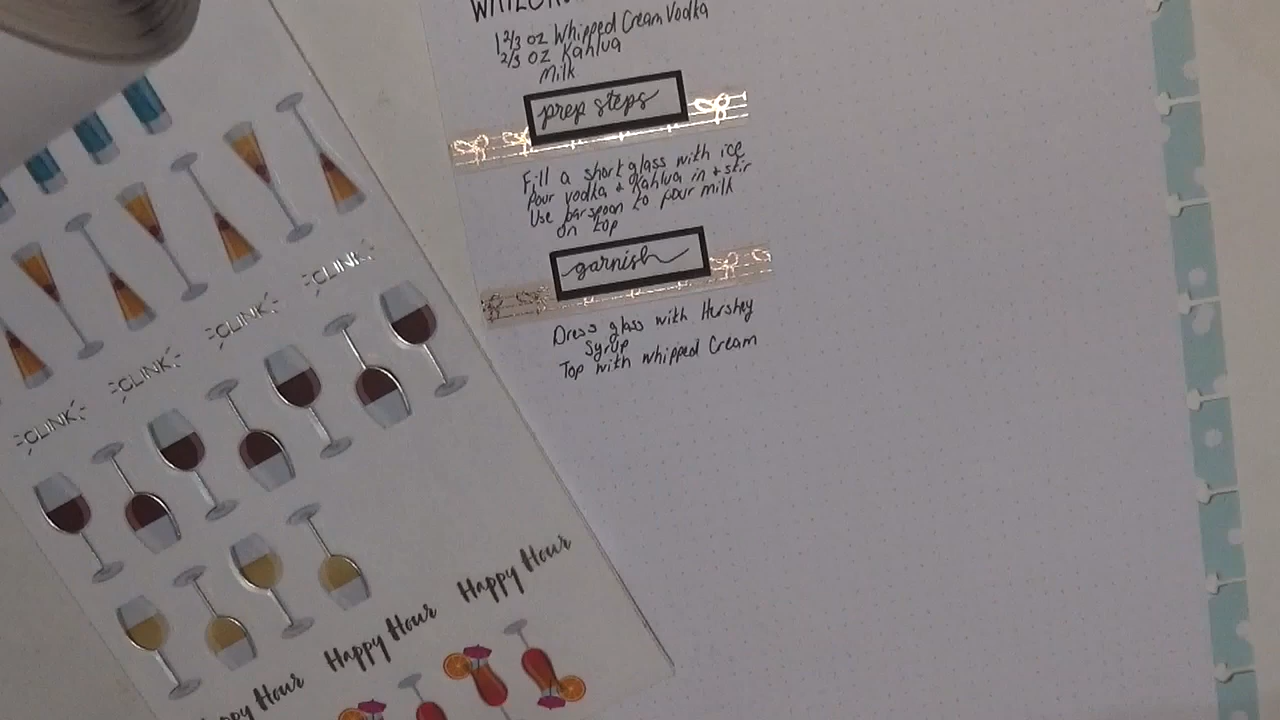 1 2/3 oz Whipped Cream Vodka
2/3 oz Kahlua
Milk
prep steps
Fill a short glass with ice
Pour vodka & Kahlua in & stir
Use barspoon to pour milk
on top
garnish
Dress glass with Hershey
Syrup
Top with whipped Cream
CLINK
CLINK
CLINK
CLINK
Happy Hour
Happy Hour
Happy Hour